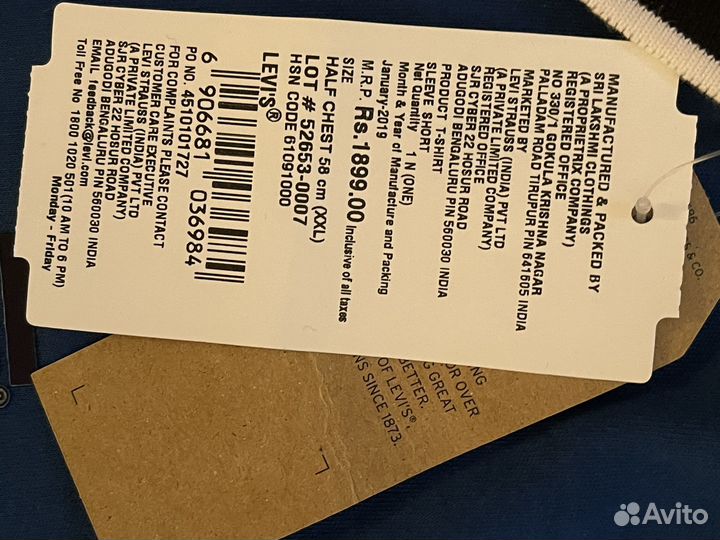 MANUFACTURED & PACKED BY
SRI LAKSHMI CLOTHINGS
(A PROPRIETRIX COMPANY)
REGISTERED OFFICE
NO 330/1 GOKULA KRISHNA NAGAR
PALLADAM ROAD TIRUPUR PIN 641605 INDIA
MARKETED BY
LEVI STRAUSS (INDIA) PVT LTD
(A PRIVATE LIMITED COMPANY)
REGISTERED OFFICE
SJR CYBER 22 HOSUR ROAD
ADUGODI BENGALURU PIN 560030 INDIA
PRODUCT T-SHIRT
SLEEVE SHORT
Net Quantity 1 N (ONE)
Month & Year of Manufacture and Packing
January-2019
M.R.P. RS.1899.00 Inclusive of all taxes
SIZE
HALF CHEST 58 cm (XXL)
LOT # 52653-0007
HSN CODE 61091000
LEVI'S®
6 906681 036984
PO NO. 4510101727
FOR COMPLAINTS PLEASE CONTACT
CUSTOMER CARE EXECUTIVE
LEVI STRAUSS (INDIA) PVT LTD
(A PRIVATE LIMITED COMPANY)
SJR CYBER 22 HOSUR ROAD
ADUGODI BENGALURU PIN 560030 INDIA
EMAIL feedback@levi.com
Toll Free No 1800 1020 501 (10 AM TO 6 PM)
Monday - Friday
& CO.
OR OVER
GREAT
BETTER.
OF LEVI'S®,
SINCE 1873.
Avito